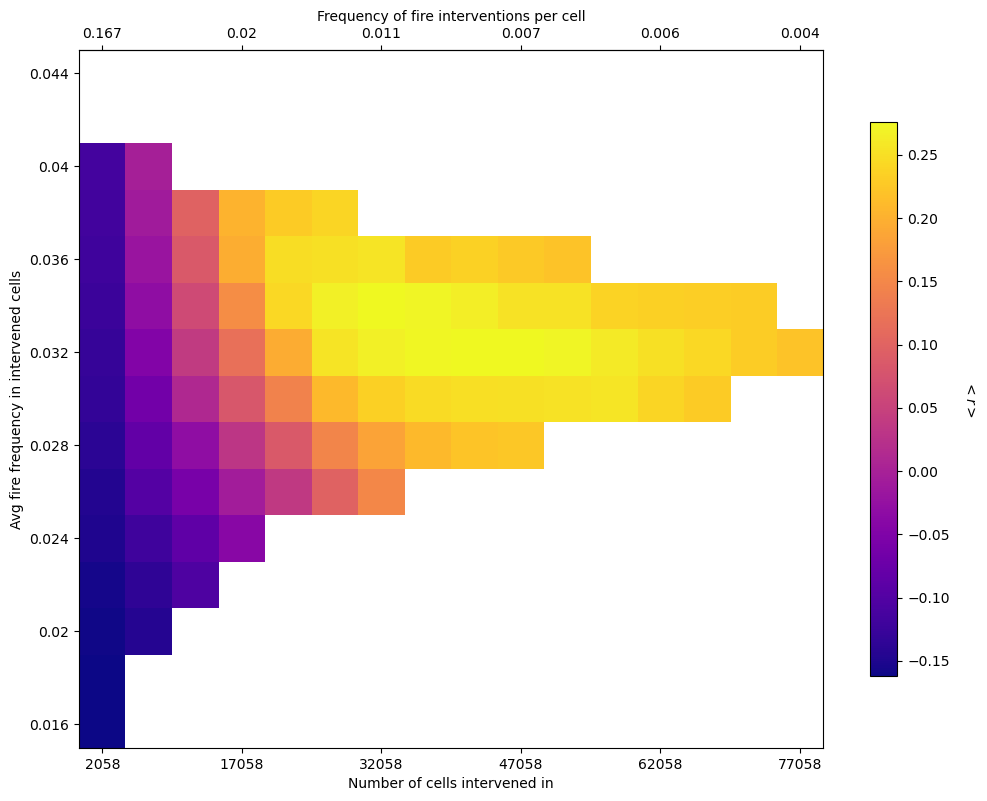 Frequency of fire interventions per cell
0.167 0.02 0.011 0.007 0.006 0.004
0.044
0.04
0.036
0.032
0.028
0.024
0.02
0.016
Avg fire frequency in intervened cells
2058 17058 32058 47058 62058 77058
Number of cells intervened in
0.25
0.20
0.15
0.10
0.05
0.00
−0.05
−0.10
−0.15
< r >